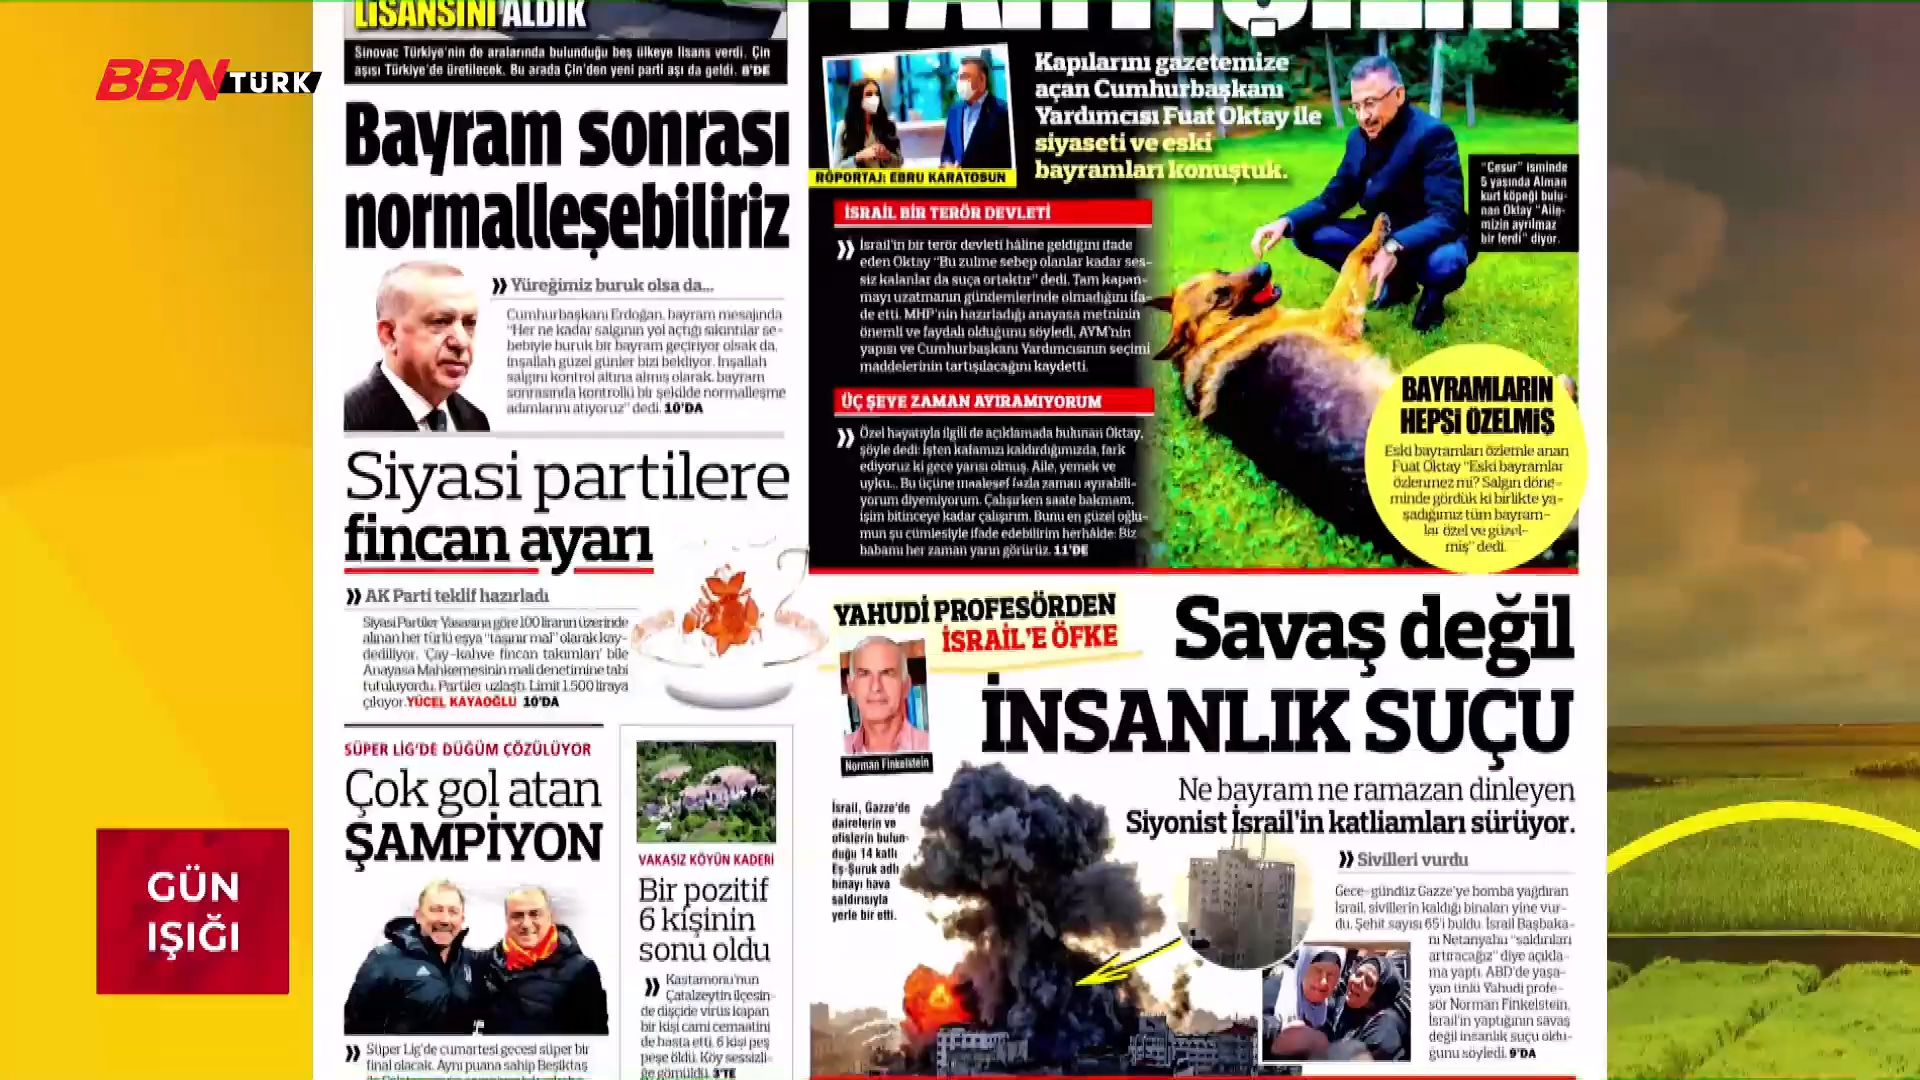 BBN TÜRK
LİSANSINI ALDIK
Sinovac Türkiye'nin de aralarında bulunduğu beş ülkeye lisans verdi. Çin
aşısı Türkiye'de üretilecek. Bu arada Çin'den yeni parti aşı da geldi. 8'DE
Bayram sonrası
normalleşebiliriz
Yüreğimiz buruk olsa da...
Cumhurbaşkanı Erdoğan, bayram mesajında
"Her ne kadar salgının yol açtığı sıkıntılar se-
bebiyle buruk bir bayram geçiriyor olsak da,
inşallah güzel günler bizi bekliyor. İnşallah
salgını kontrol altına almış olarak, bayram
sonrasında kontrollü bir şekilde normalleşme
adımlarını atıyoruz" dedi. 10'DA
Siyasi partilere
fincan ayarı
AK Parti teklif hazırladı
Siyasi Partiler Yasasına göre 100 liranın üzerinde
alınan her türlü eşya "taşınır mal" olarak kay-
dediliyor. 'Çay-kahve fincan takımları' bile
Anayasa Mahkemesinin mali denetimine tabi
tutuluyordu. Partiler uzlaştı. Limit 1.500 liraya
çıkıyor. YÜCEL KAYAOĞLU 10'DA
SÜPER LİG'DE DÜĞÜM ÇÖZÜLÜYOR
Çok gol atan
ŞAMPİYON
Süper Lig'de cumartesi gecesi süper bir
final olacak. Aynı puana sahip Beşiktaş
VAKASIZ KÖYÜN KADERİ
Bir pozitif
6 kişinin
sonu oldu
Kastamonu'nun
Çatalzeytin ilçesin-
de dişçide virüs kapan
bir kişi cami cemaatini
de hasta etti. 6 kişi peş
peşe öldü. Köy sessizli-
ğe gömüldü. 3'TE
RÖPORTAJ: EBRU KARATOSUN
Kapılarını gazetemize
açan Cumhurbaşkanı
Yardımcısı Fuat Oktay ile
siyaseti ve eski
bayramları konuştuk.
"Cesur" isminde
5 yaşında Alman
kurt köpeği bulu-
nan Oktay "Aile-
mizin ayrılmaz
bir ferdi" diyor.
İSRAİL BİR TERÖR DEVLETİ
İsrail'in bir terör devleti hâline geldiğini ifade
eden Oktay "Bu zulme sebep olanlar kadar ses-
siz kalanlar da suça ortaktır" dedi. Tam kapan-
mayı uzatmanın gündemlerinde olmadığını ifa-
de etti. MHP'nin hazırladığı anayasa metninin
önemli ve faydalı olduğunu söyledi, AYM'nin
yapısı ve Cumhurbaşkanı Yardımcısının seçimi
maddelerinin tartışılacağını kaydetti.
ÜÇ ŞEYE ZAMAN AYIRAMIYORUM
Özel hayatıyla ilgili de açıklamada bulunan Oktay,
şöyle dedi: İşten kafamızı kaldırdığımızda, fark
ediyoruz ki gece yarısı olmuş. Aile, yemek ve
uyku... Bu üçüne maalesef fazla zaman ayırabili-
yorum diyemiyorum. Çalışırken saate bakmam,
işim bitinceye kadar çalışırım. Bunu en güzel oğlu-
mun şu cümlesiyle ifade edebilirim herhâlde: Biz
babamı her zaman yarın görürüz. 11'DE
BAYRAMLARIN
HEPSİ ÖZELMİŞ
Eski bayramları özlemle anan
Fuat Oktay "Eski bayramlar
özlenmez mi? Salgın döne-
minde gördük ki birlikte ya-
şadığımız tüm bayram-
lar özel ve güzel-
miş" dedi.
YAHUDİ PROFESÖRDEN
İSRAİL'E ÖFKE
Norman Finkelstein
Savaş değil
İNSANLIK SUÇU
Ne bayram ne ramazan dinleyen
Siyonist İsrail'in katliamları sürüyor.
İsrail, Gazze'de
dairelerin ve
ofislerin bulun-
duğu 14 katlı
Eş-Şuruk adlı
binayı hava
saldırısıyla
yerle bir etti.
Sivilleri vurdu
Gece-gündüz Gazze'ye bomba yağdıran
İsrail, sivillerin kaldığı binaları yine vur-
du. Şehit sayısı 65'i buldu. İsrail Başbaka-
nı Netanyahu "saldırıları
artıracağız" diye açıkla-
ma yaptı. ABD'de yaşa-
yan ünlü Yahudi profe-
sör Norman Finkelstein,
İsrail'in yaptığının savaş
değil insanlık suçu oldu-
ğunu söyledi. 9'DA
GÜN
IŞIĞI